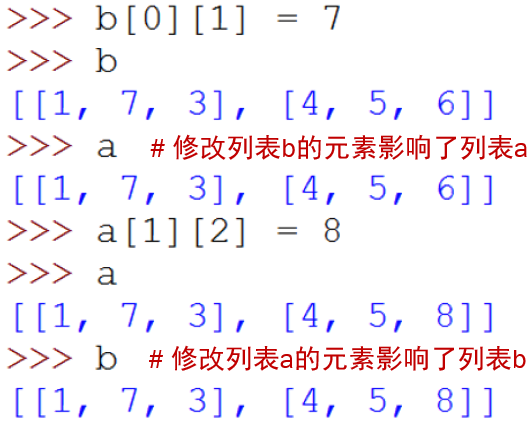 >>> b[0][1] = 7
>>> b
[[1, 7, 3], [4, 5, 6]]
>>> a # 修改列表b的元素影响了列表a
[[1, 7, 3], [4, 5, 6]]
>>> a[1][2] = 8
>>> a
[[1, 7, 3], [4, 5, 8]]
>>> b # 修改列表a的元素影响了列表b
[[1, 7, 3], [4, 5, 8]]